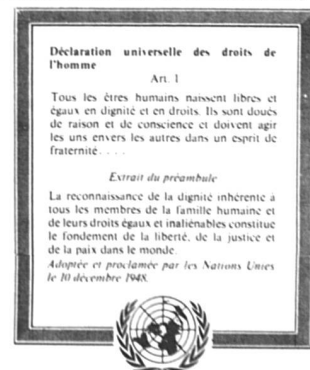 Déclaration universelle des droits de
l'homme
Art. 1
Tous les êtres humains naissent libres et
égaux en dignité et en droits. Ils sont doués
de raison et de conscience et doivent agir
les uns envers les autres dans un esprit de
fraternité. . . .
Extrait du préambule
La reconnaissance de la dignité inhérente à
tous les membres de la famille humaine et
de leurs droits égaux et inaliénables constitue
le fondement de la liberté, de la justice et
de la paix dans le monde.
Adoptée et proclamée par les Nations Unies
le 10 décembre 1948.